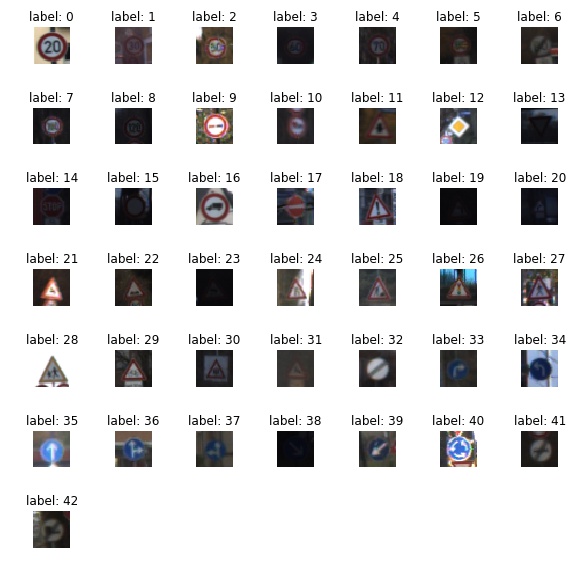 label: 0 label: 1 label: 2 label: 3 label: 4 label: 5 label: 6
20
70
label: 7 label: 8 label: 9 label: 10 label: 11 label: 12 label: 13
label: 14 label: 15 label: 16 label: 17 label: 18 label: 19 label: 20
STOP
label: 21 label: 22 label: 23 label: 24 label: 25 label: 26 label: 27
label: 28 label: 29 label: 30 label: 31 label: 32 label: 33 label: 34
label: 35 label: 36 label: 37 label: 38 label: 39 label: 40 label: 41
label: 42